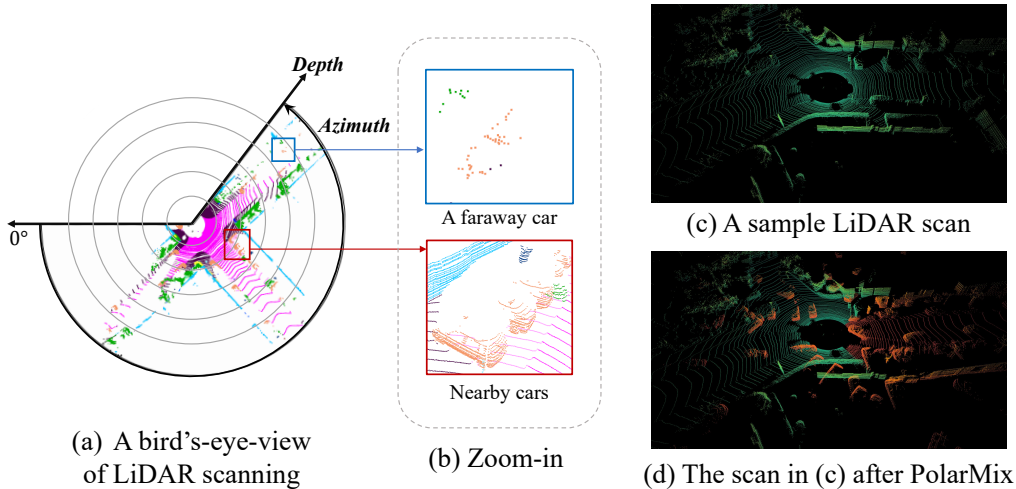 Depth
Azimuth
0°
(a) A bird's-eye-view
of LiDAR scanning
A faraway car
Nearby cars
(b) Zoom-in
(c) A sample LiDAR scan
(d) The scan in (c) after PolarMix